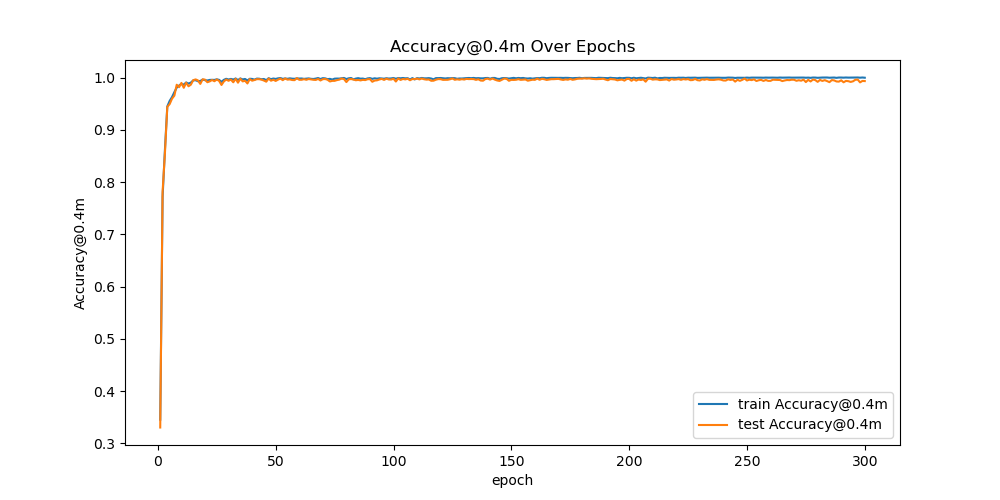 Accuracy@0.4m Over Epochs
Accuracy@0.4m
1.0
0.9
0.8
0.7
0.6
0.5
0.4
0.3
0 50 100 150 200 250 300
epoch
train Accuracy@0.4m
test Accuracy@0.4m